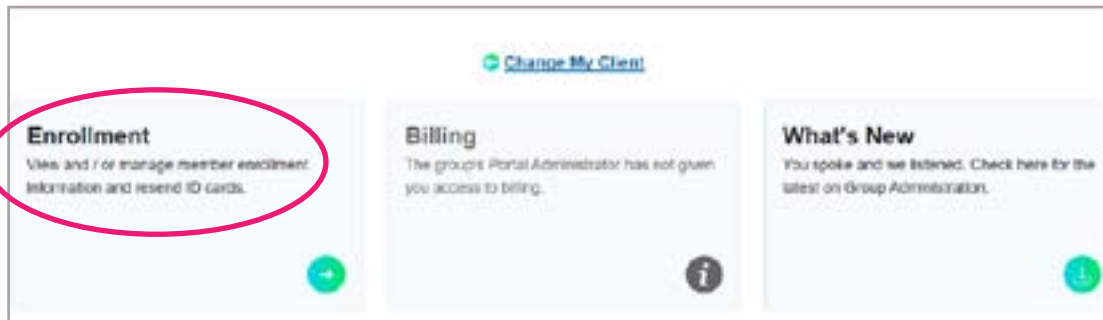 Change My Client
Enrollment
View and / or manage member enrollment
information and resend ID cards.
Billing
The group's Portal Administrator has not given
you access to billing.
What's New
You spoke and we listened. Check here for the
latest on Group Administration.